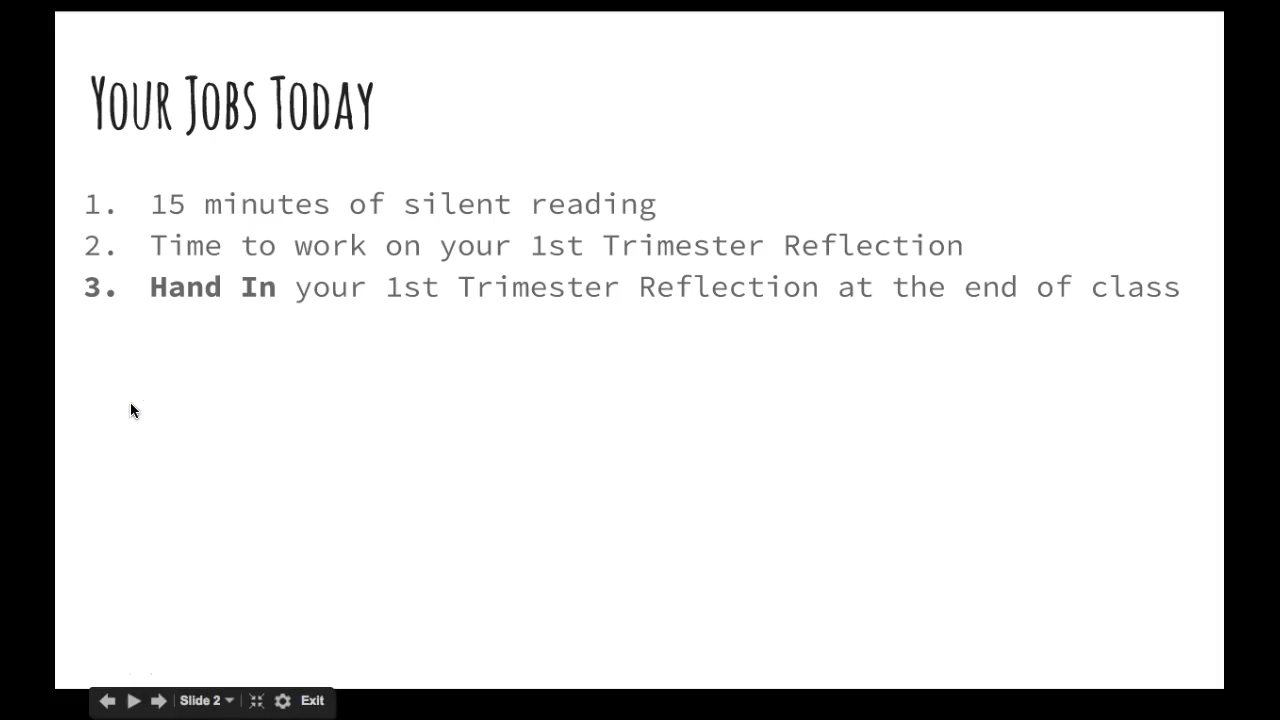 Your Jobs Today
1. 15 minutes of silent reading
2. Time to work on your 1st Trimester Reflection
3. Hand In your 1st Trimester Reflection at the end of class
Slide 2 Exit